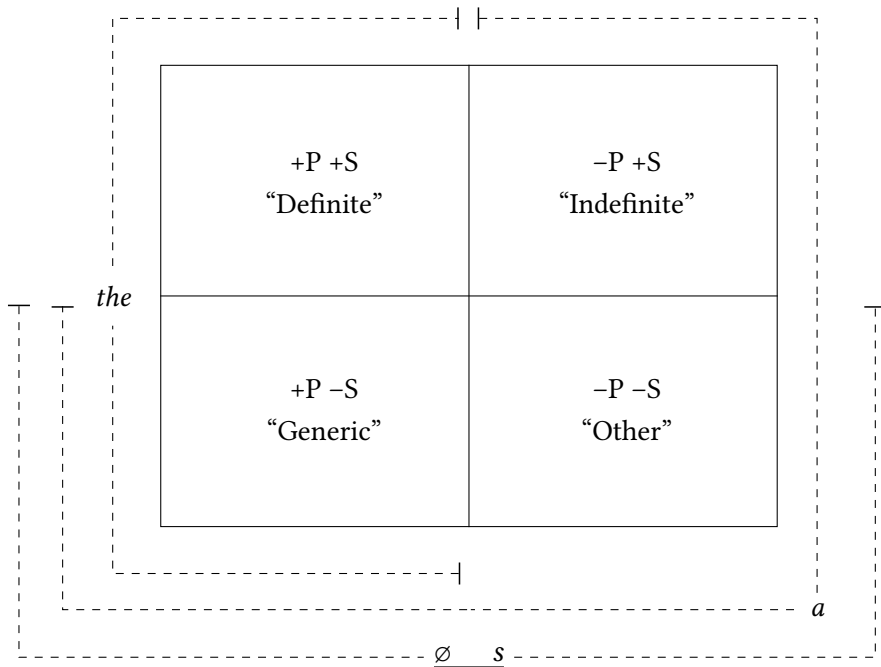 +P +S
“Definite”
–P +S
“Indefinite”
the
+P –S
“Generic”
–P –S
“Other”
a
∅ s